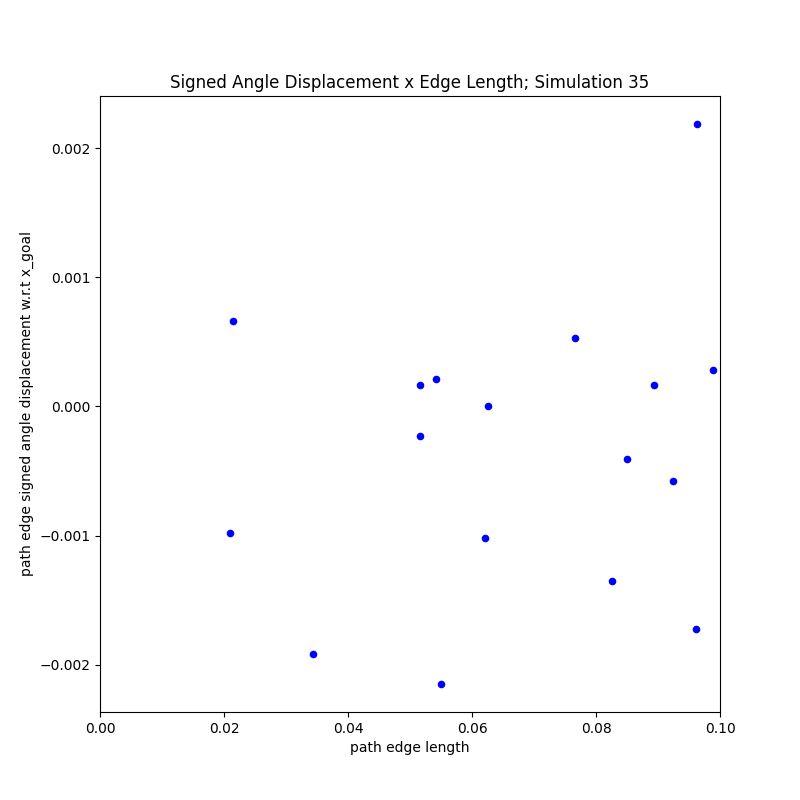 Signed Angle Displacement x Edge Length; Simulation 35
path edge signed angle displacement w.r.t x_goal
0.002
0.001
0.000
−0.001
−0.002
0.00 0.02 0.04 0.06 0.08 0.10
path edge length